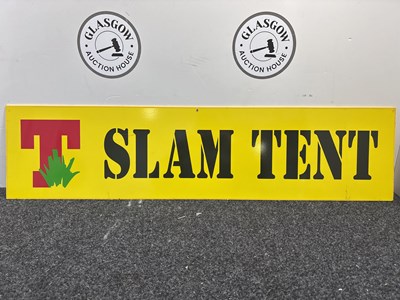 GLASGOW
AUCTION HOUSE
GLASGOW
AUCTION HOUSE
T SLAM TENT